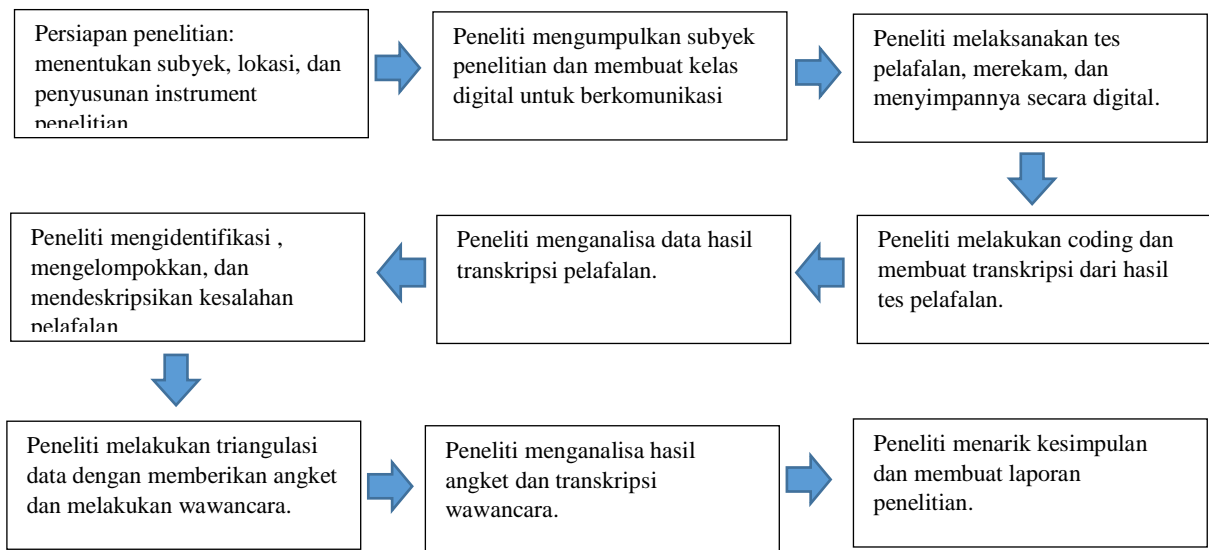 Persiapan penelitian:
menentukan subyek, lokasi, dan
penyusunan instrument
penelitian
Peneliti mengumpulkan subyek
penelitian dan membuat kelas
digital untuk berkomunikasi
Peneliti melaksanakan tes
pelafalan, merekam, dan
menyimpannya secara digital.
Peneliti melakukan coding dan
membuat transkripsi dari hasil
tes pelafalan.
Peneliti menganalisa data hasil
transkripsi pelafalan.
Peneliti mengidentifikasi ,
mengelompokkan, dan
mendeskripsikan kesalahan
pelafalan
Peneliti melakukan triangulasi
data dengan memberikan angket
dan melakukan wawancara.
Peneliti menganalisa hasil
angket dan transkripsi
wawancara.
Peneliti menarik kesimpulan
dan membuat laporan
penelitian.